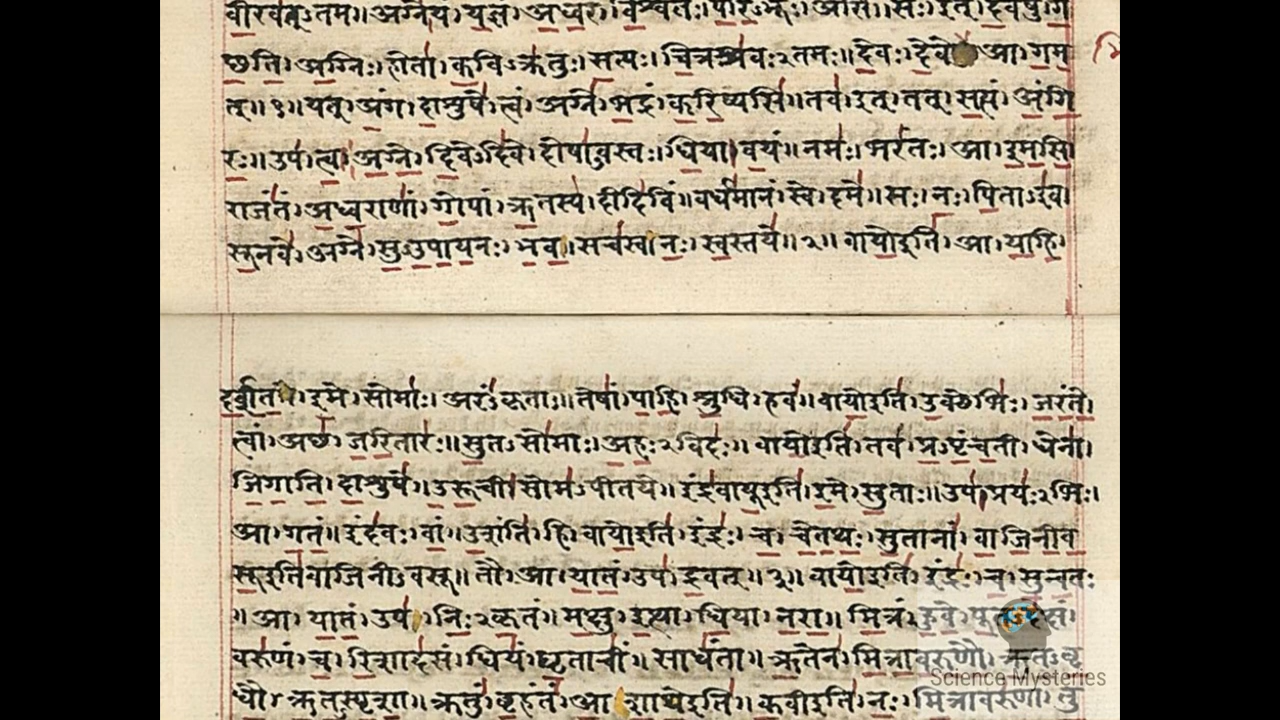 वीरवत्ऽतमं॥अग्ने।यं।यज्ञं।अध्वरं।विश्वतः।परिऽभूः।असि॥सः।इत्।देवेषु।ग
छति।अग्निः।होता।कविऽक्रतुः।सत्यः।चित्रश्रवःऽतमः॥देवः।देवे आ।गम
त्॥१॥यत्।अंग।दाशुषे।त्वं।अग्ने।भद्रं।करिष्यसि॥तव।इत्।तत्।सत्यं।अंगि
रः॥उप।त्वा।अग्ने।दिवेऽदिवे।दोषाऽवस्तः।धिया।वयं॥नमः।भरंतः।आ।इमसि
राजंतं।अध्वराणां।गोपां।ऋतस्य।दीदिविं॥वर्धमानं।स्वे।दमे॥सः।नः।पिताऽइव
सूनवे।अग्ने।सुऽउपायनः।भव॥सचस्व।नः।स्वस्तये॥२॥वायोइति।आ।याहि
दर्शत।इमे।सोमाः।अरंऽकृताः॥तेषां।पाहि।श्रुधि।हवं॥वायोइति।उक्थेभिः।जरंते
त्वां।अछ।जरितारः॥सुतऽसोमाः।अहःऽविदः॥वायोइति।तव।प्रऽपृंचती।धेना।
जिगाति।दाशुषे॥उरूची।सोमऽपीतये॥इंद्रवायूइति।इमे।सुताः॥उप।प्रयःऽभिः।
आ।गतं॥इंदवः।वां।उशंति।हि।वायोइति।इंद्रः।च।चेतथः।सुतानां।वाजिनीव
सूइतिवाजिनीऽवसू॥तौ।आ।यातं।उप।द्रवत्॥३॥वायोइति।इंद्रः।च।सुन्वतः
॥आ।यातं।उप।निःऽकृतं॥मक्षु।इत्था।धिया।नरा॥मित्रं।हुवे।पूतऽदक्षं।
वरुणं।च।रिशादसं॥धियं।घृताचीं।साधंता॥ऋतेन।मित्रावरुणौ।ऋतऽवृ
धौ।ऋतऽस्पृशा॥क्रतुं।बृहंतं।आशाथेइति॥कवीइति।नः।मित्रावरुणा।तु
Science Mysteries